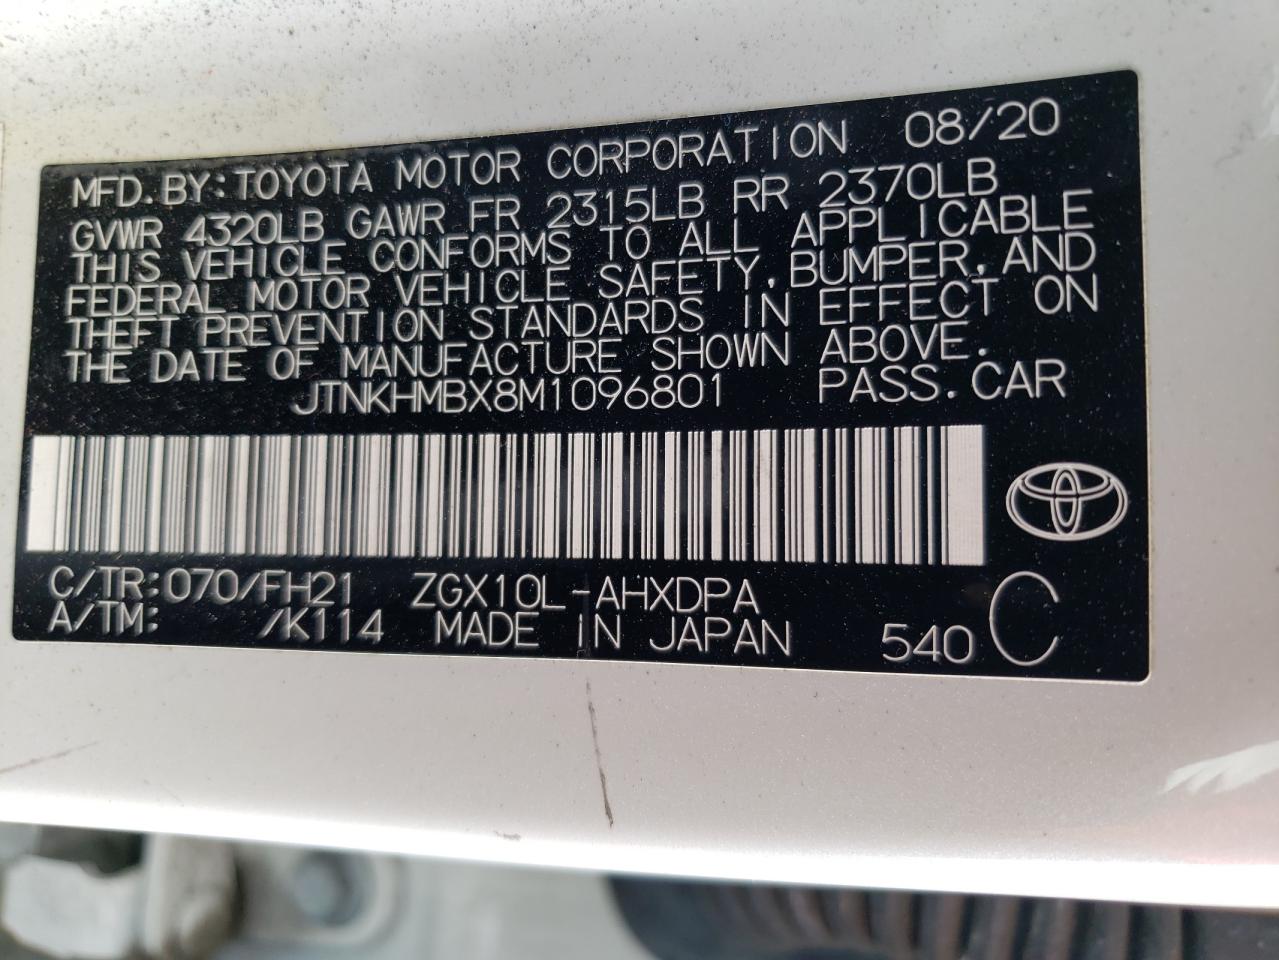 MFD.BY:TOYOTA MOTOR CORPORATION 08/20
GVWR 4320LB GAWR FR 2315LB RR 2370LB
THIS VEHICLE CONFORMS TO ALL APPLICABLE
FEDERAL MOTOR VEHICLE SAFETY,BUMPER,AND
THEFT PREVENTION STANDARDS IN EFFECT ON
THE DATE OF MANUFACTURE SHOWN ABOVE.
JTNKHMBX8M1096801 PASS.CAR
C/TR:070/FH21 ZGX10L-AHXDPA
A/TM: /K114 MADE IN JAPAN 540 C